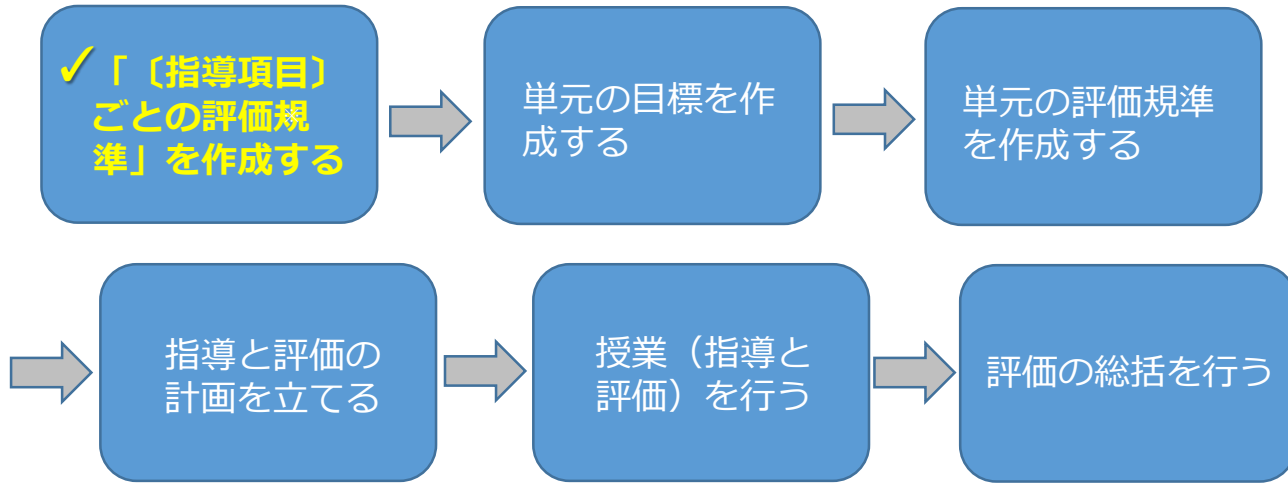 ✓「〔指導項目〕
ごとの評価規
準」を作成する
単元の目標を作
成する
単元の評価規準
を作成する
指導と評価の
計画を立てる
授業（指導と
評価）を行う
評価の総括を行う